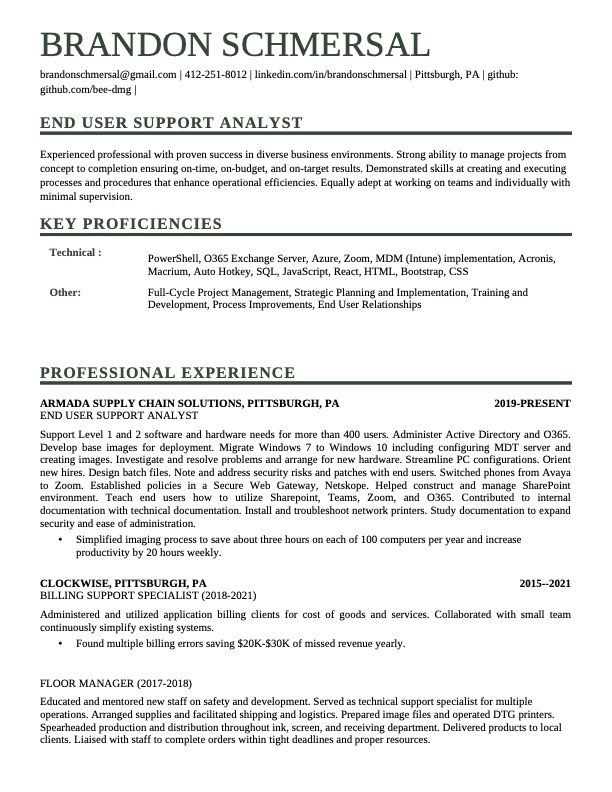 BRANDON SCHMERSAL
brandonschmersal@gmail.com | 412-251-8012 | linkedin.com/in/brandonschmersal | Pittsburgh, PA | github:
github.com/bee-dmg |
END USER SUPPORT ANALYST
Experienced professional with proven success in diverse business environments. Strong ability to manage projects from
concept to completion ensuring on-time, on-budget, and on-target results. Demonstrated skills at creating and executing
processes and procedures that enhance operational efficiencies. Equally adept at working on teams and individually with
minimal supervision.
KEY PROFICIENCIES
Technical :
PowerShell, O365 Exchange Server, Azure, Zoom, MDM (Intune) implementation, Acronis,
Macrium, Auto Hotkey, SQL, JavaScript, React, HTML, Bootstrap, CSS
Other: Full-Cycle Project Management, Strategic Planning and Implementation, Training and
Development, Process Improvements, End User Relationships
PROFESSIONAL EXPERIENCE
ARMADA SUPPLY CHAIN SOLUTIONS, PITTSBURGH, PA 2019-PRESENT
END USER SUPPORT ANALYST
Support Level 1 and 2 software and hardware needs for more than 400 users. Administer Active Directory and O365.
Develop base images for deployment. Migrate Windows 7 to Windows 10 including configuring MDT server and
creating images. Investigate and resolve problems and arrange for new hardware. Streamline PC configurations. Orient
new hires. Design batch files. Note and address security risks and patches with end users. Switched phones from Avaya
to Zoom. Established policies in a Secure Web Gateway, Netskope. Helped construct and manage SharePoint
environment. Teach end users how to utilize Sharepoint, Teams, Zoom, and O365. Contributed to internal
documentation with technical documentation. Install and troubleshoot network printers. Study documentation to expand
security and ease of administration.
• Simplified imaging process to save about three hours on each of 100 computers per year and increase
productivity by 20 hours weekly.
CLOCKWISE, PITTSBURGH, PA 2015--2021
BILLING SUPPORT SPECIALIST (2018-2021)
Administered and utilized application billing clients for cost of goods and services. Collaborated with small team
continuously simplify existing systems.
• Found multiple billing errors saving $20K-$30K of missed revenue yearly.
FLOOR MANAGER (2017-2018)
Educated and mentored new staff on safety and development. Served as technical support specialist for multiple
operations. Arranged supplies and facilitated shipping and logistics. Prepared image files and operated DTG printers.
Spearheaded production and distribution throughout ink, screen, and receiving department. Delivered products to local
clients. Liaised with staff to complete orders within tight deadlines and proper resources.